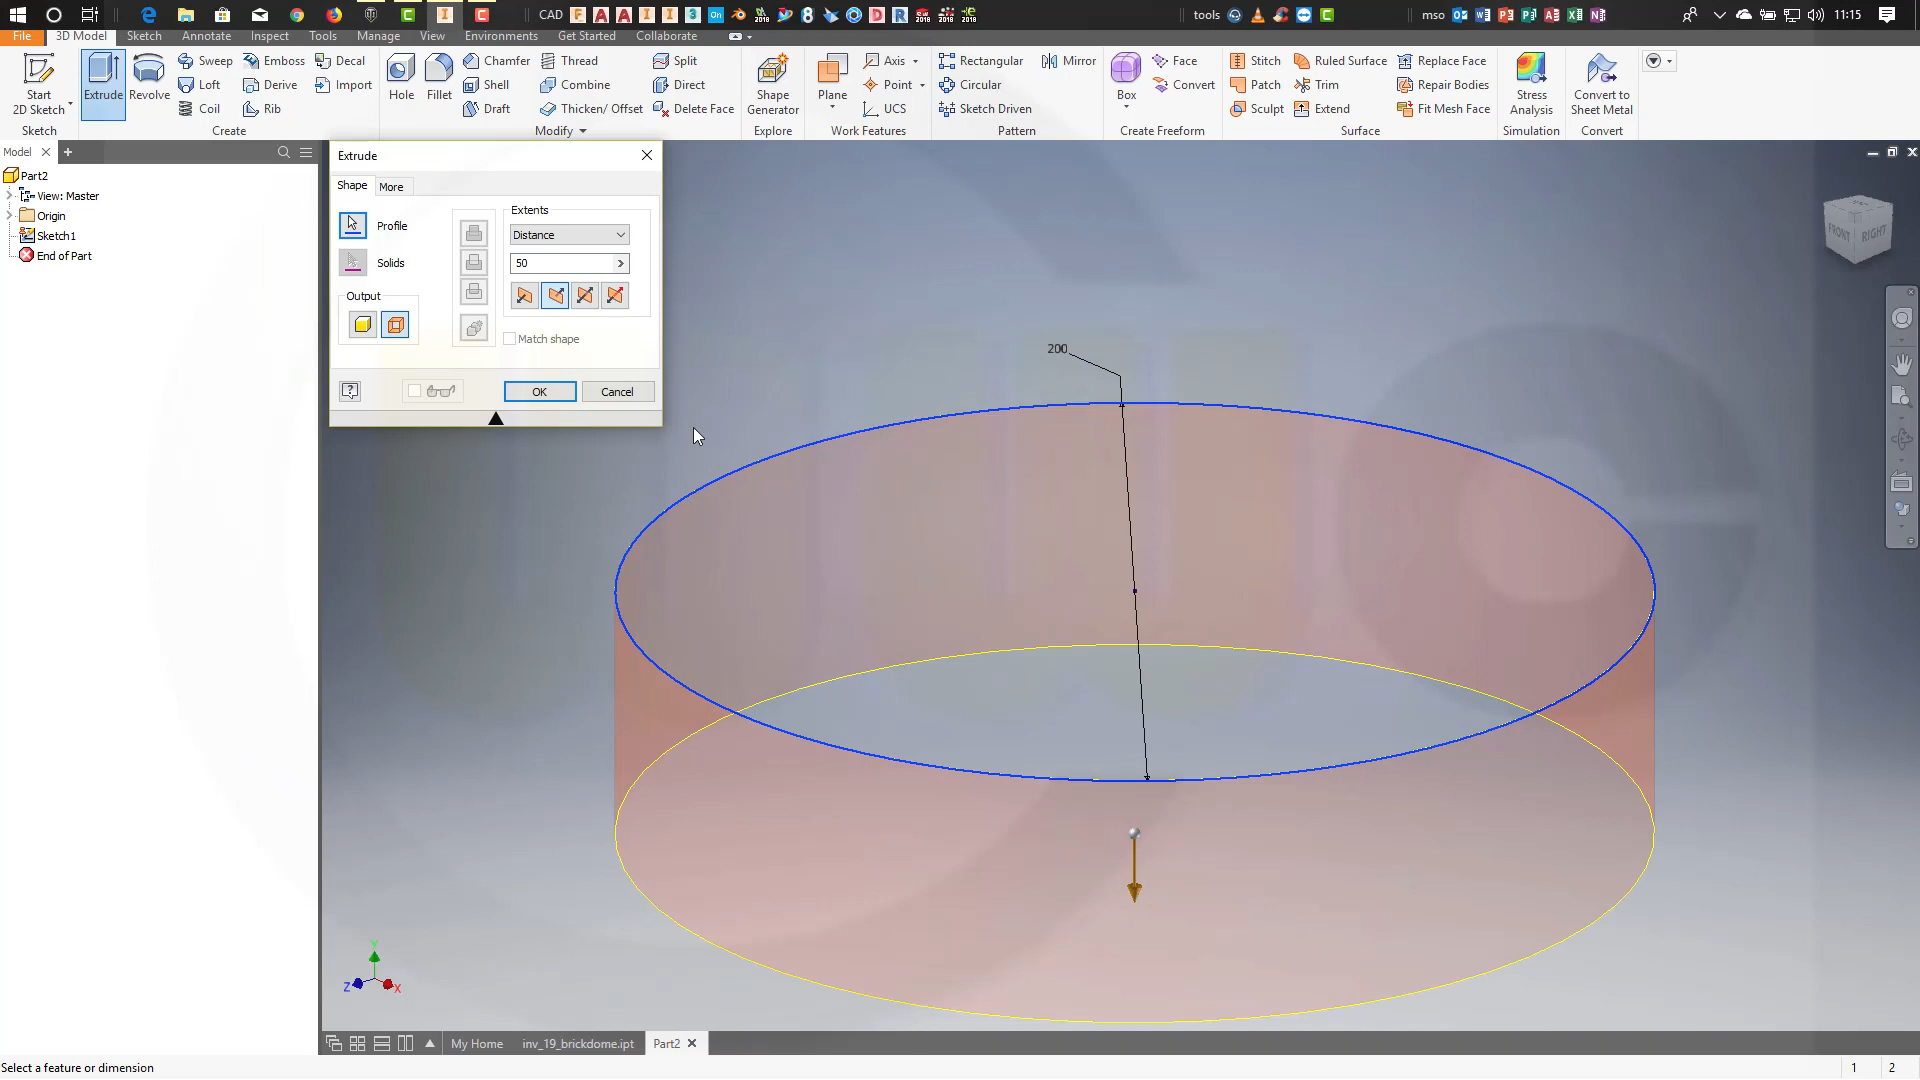 CAD
tools
mso
11:15
File
3D Model
Sketch
Annotate
Inspect
Tools
Manage
View
Environments
Get Started
Collaborate
Start
2D Sketch
Extrude
Revolve
Sweep
Loft
Coil
Emboss
Derive
Rib
Decal
Import
Hole
Fillet
Chamfer
Shell
Draft
Thread
Combine
Thicken/ Offset
Split
Direct
Delete Face
Shape
Generator
Plane
Axis
Point
UCS
Rectangular
Circular
Sketch Driven
Mirror
Box
Face
Convert
Stitch
Patch
Sculpt
Ruled Surface
Trim
Extend
Replace Face
Repair Bodies
Fit Mesh Face
Stress
Analysis
Convert to
Sheet Metal
Sketch
Create
Modify
Explore
Work Features
Pattern
Create Freeform
Surface
Simulation
Convert
Model
Part2
View: Master
Origin
Sketch1
End of Part
Extrude
Shape
More
Profile
Solids
Output
Extents
Distance
50
Match shape
OK
Cancel
200
FRONT
RIGHT
Y
Z
X
My Home
inv_19_brickdome.ipt
Part2
Select a feature or dimension
1
2